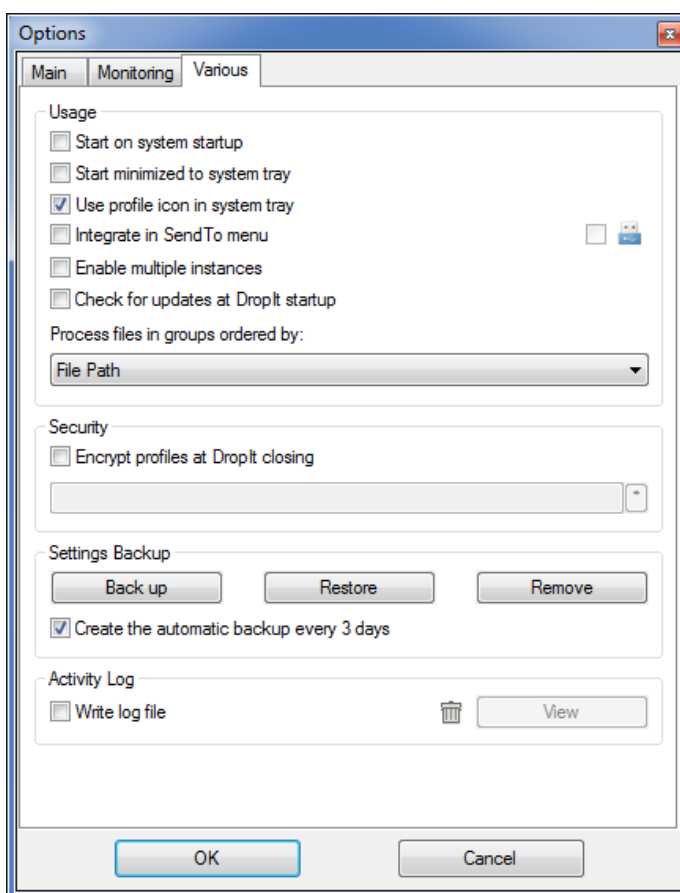 Options
Main Monitoring Various
Usage
Start on system startup
Start minimized to system tray
Use profile icon in system tray
Integrate in SendTo menu
Enable multiple instances
Check for updates at DropIt startup
Process files in groups ordered by:
File Path
Security
Encrypt profiles at DropIt closing
*
Settings Backup
Back up Restore Remove
Create the automatic backup every 3 days
Activity Log
Write log file View
OK Cancel